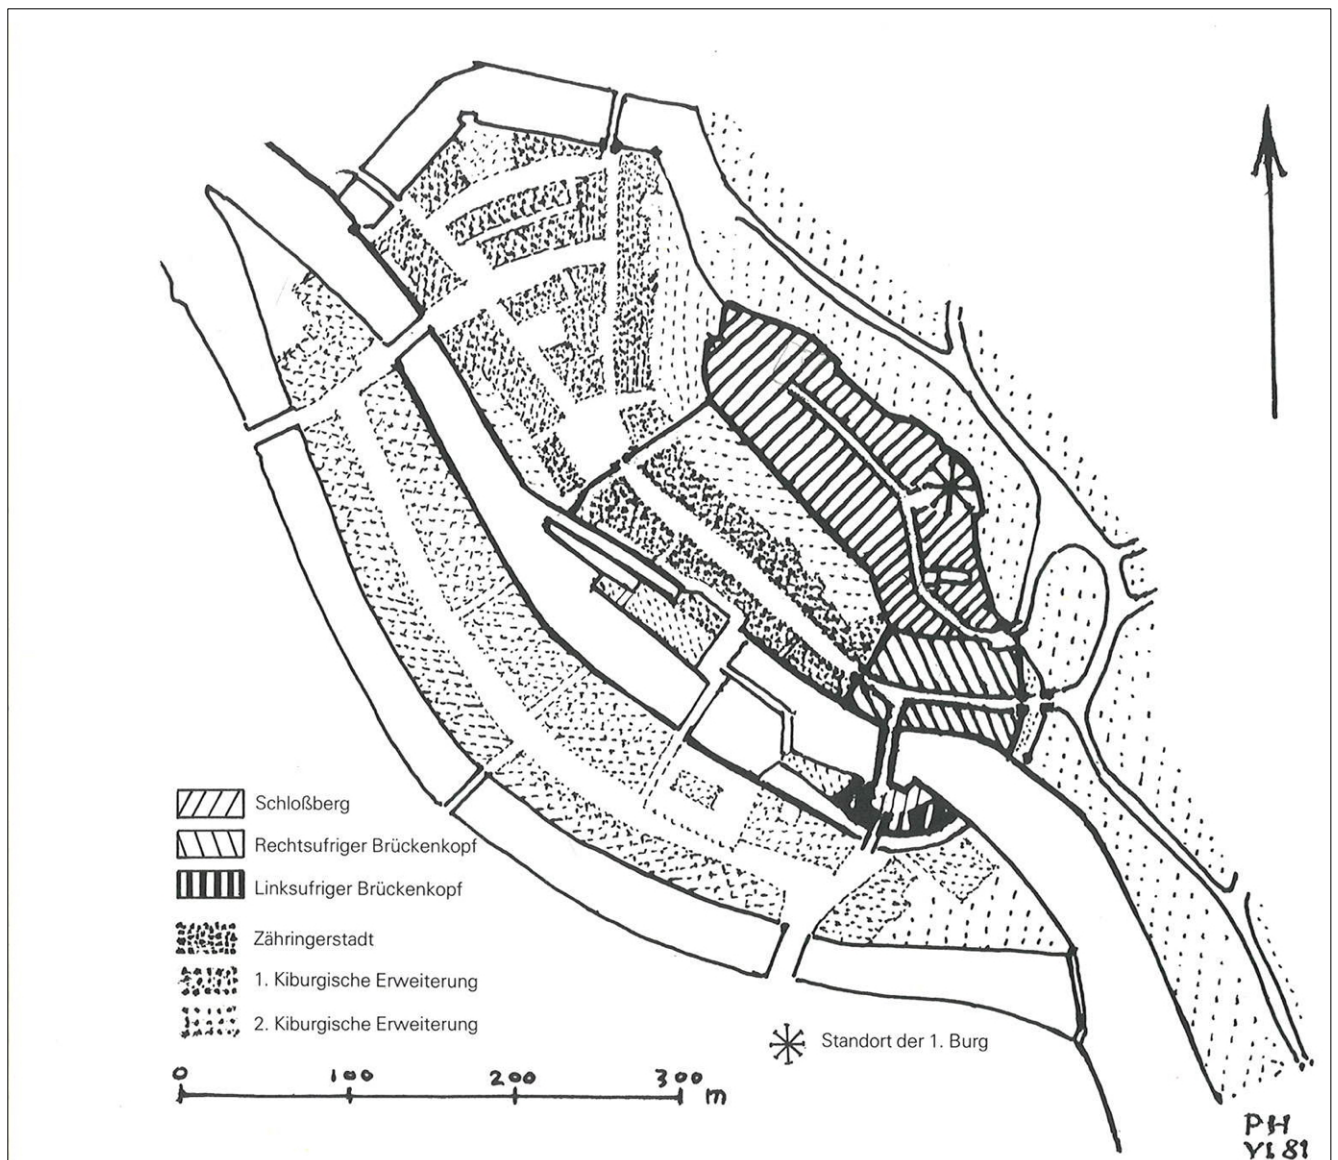 Schloßberg
Rechtsufriger Brückenkopf
Linksufriger Brückenkopf
Zähringerstadt
1. Kiburgische Erweiterung
2. Kiburgische Erweiterung
Standort der 1. Burg
0 100 200 300 m
PH
VI 81